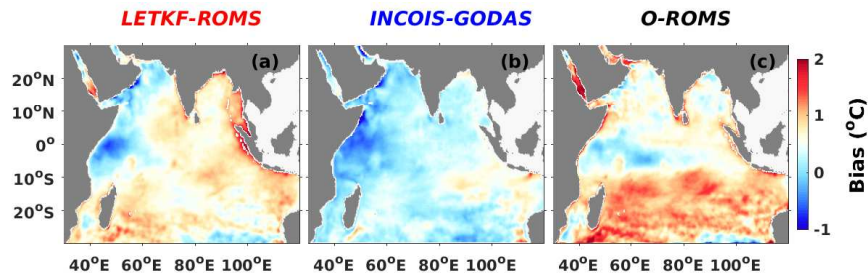 LETKF-ROMS INCOIS-GODAS O-ROMS
(a) (b) (c)
20°N
10°N
0°
10°S
20°S
40°E 60°E 80°E 100°E 40°E 60°E 80°E 100°E 40°E 60°E 80°E 100°E
2
1
0
-1
Bias (°C)